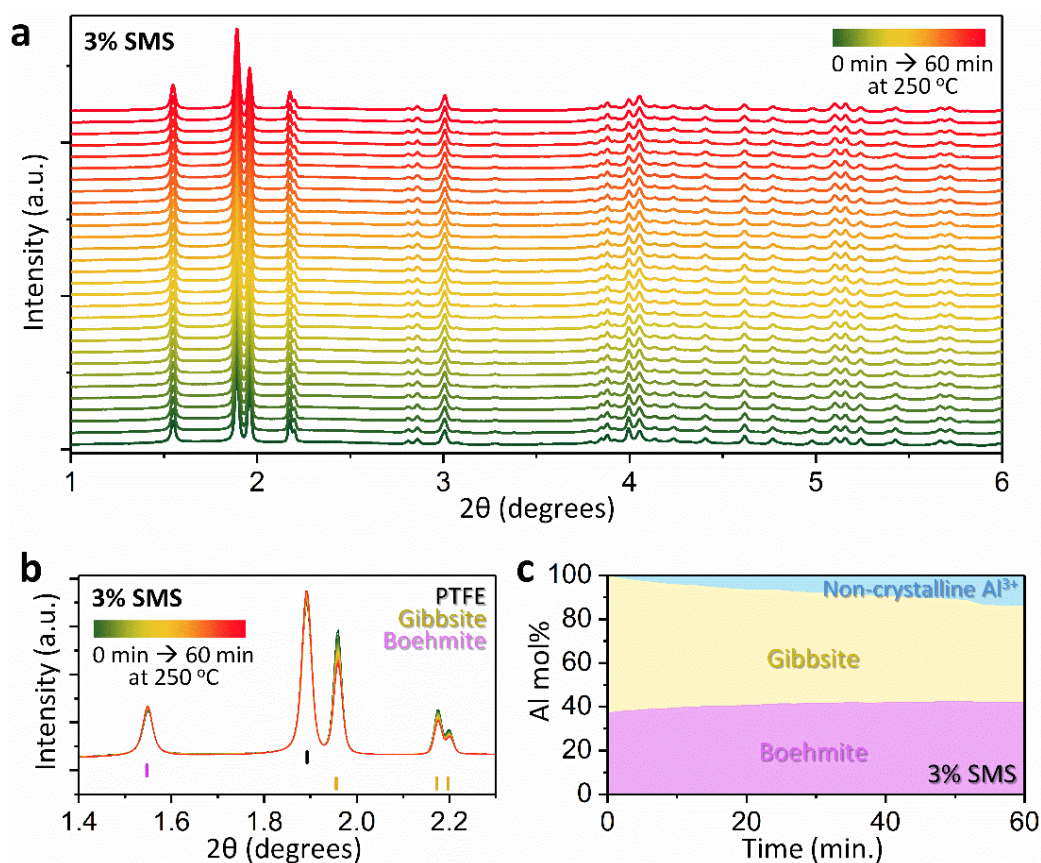 a
3% SMS
0 min → 60 min
at 250 °C
Intensity (a.u.)
1 2 3 4 5 6
2θ (degrees)
b
3% SMS
0 min → 60 min
at 250 °C
PTFE
Gibbsite
Boehmite
Intensity (a.u.)
1.4 1.6 1.8 2.0 2.2
2θ (degrees)
c
100
80
60
40
20
0
Al mol%
Non-crystalline Al³⁺
Gibbsite
Boehmite
3% SMS
0 20 40 60
Time (min.)